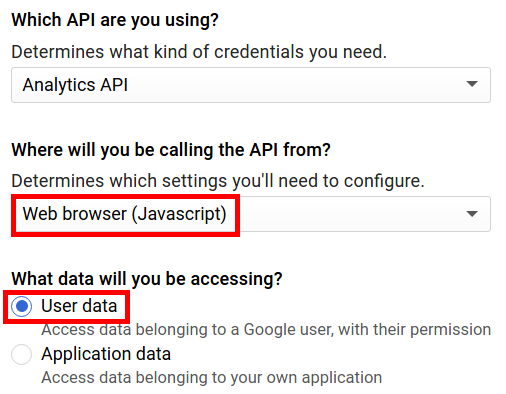 Which API are you using?
Determines what kind of credentials you need.
Analytics API
Where will you be calling the API from?
Determines which settings you'll need to configure.
Web browser (Javascript)
What data will you be accessing?
User data
Access data belonging to a Google user, with their permission
Application data
Access data belonging to your own application